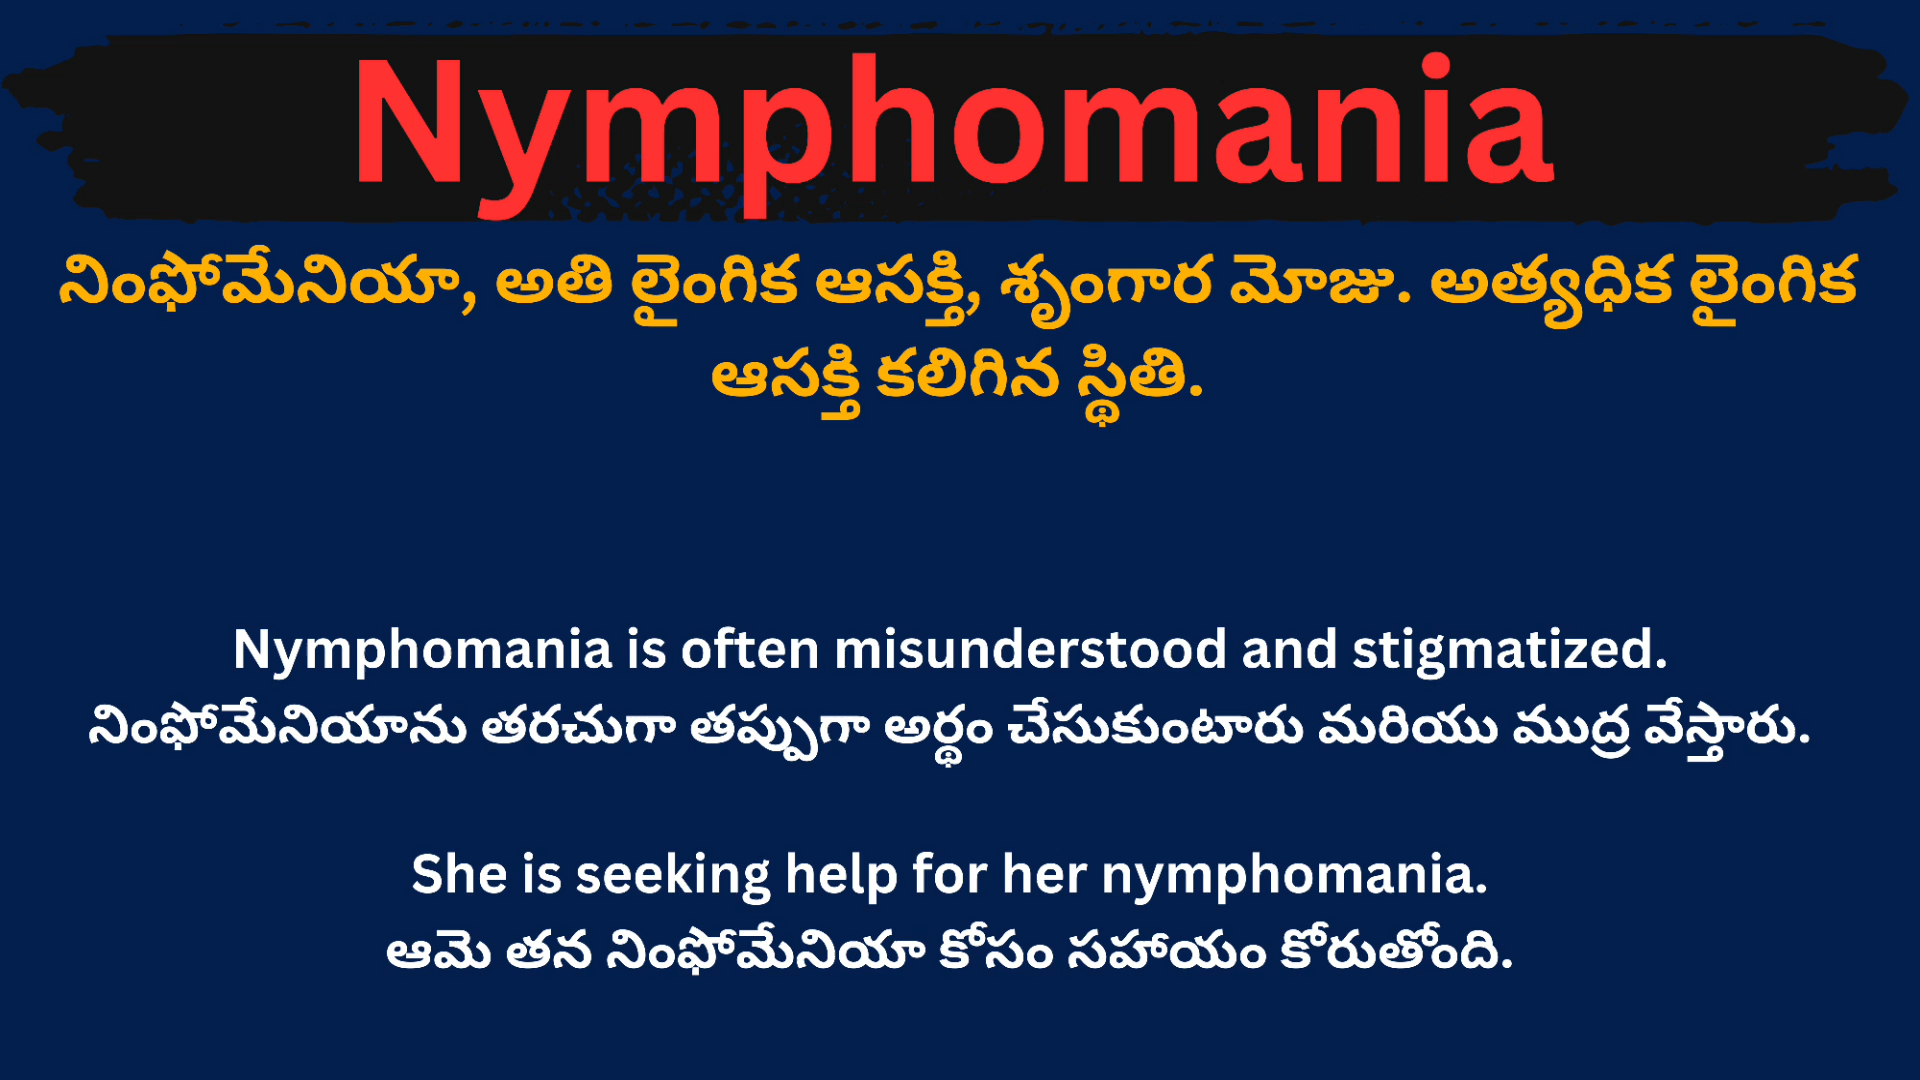 Nymphomania
నింఫోమేనియా, అతి లైంగిక ఆసక్తి, శృంగార మోజు. అత్యధిక లైంగిక
ఆసక్తి కలిగిన స్థితి.
Nymphomania is often misunderstood and stigmatized.
నింఫోమేనియాను తరచుగా తప్పుగా అర్థం చేసుకుంటారు మరియు ముద్ర వేస్తారు.
She is seeking help for her nymphomania.
ఆమె తన నింఫోమేనియా కోసం సహాయం కోరుతోంది.